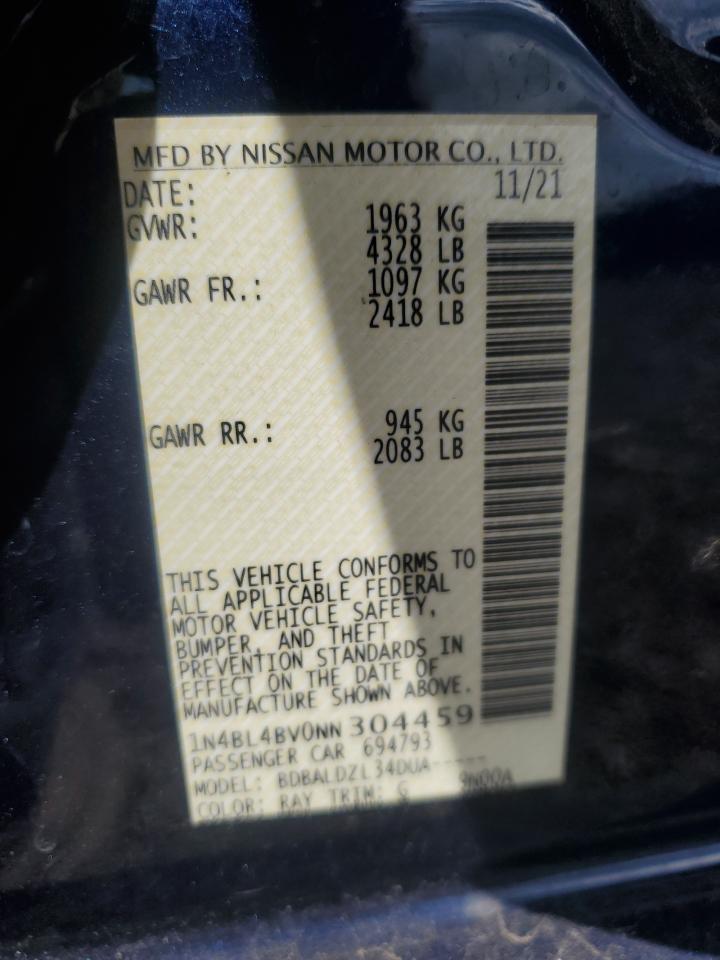 MFD BY NISSAN MOTOR CO., LTD.
DATE: 11/21
GVWR: 1963 KG
4328 LB
GAWR FR.: 1097 KG
2418 LB
GAWR RR.: 945 KG
2083 LB
THIS VEHICLE CONFORMS TO
ALL APPLICABLE FEDERAL
MOTOR VEHICLE SAFETY,
BUMPER, AND THEFT
PREVENTION STANDARDS IN
EFFECT ON THE DATE OF
MANUFACTURE SHOWN ABOVE.
1N4BL4BV0NN304459
PASSENGER CAR 694793
MODEL: BDBALDZL34DUA-----
COLOR: RAY TRIM: G 9N00A